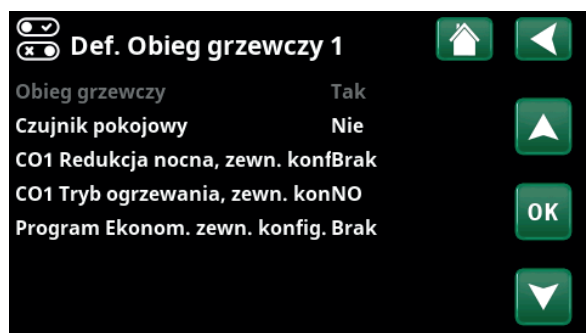 Def. Obieg grzewczy 1
Obieg grzewczy Tak
Czujnik pokojowy Nie
CO1 Redukcja nocna, zewn. konfBrak
CO1 Tryb ogrzewania, zewn. konNO
OK
Program Ekonom. zewn. konfig. Brak